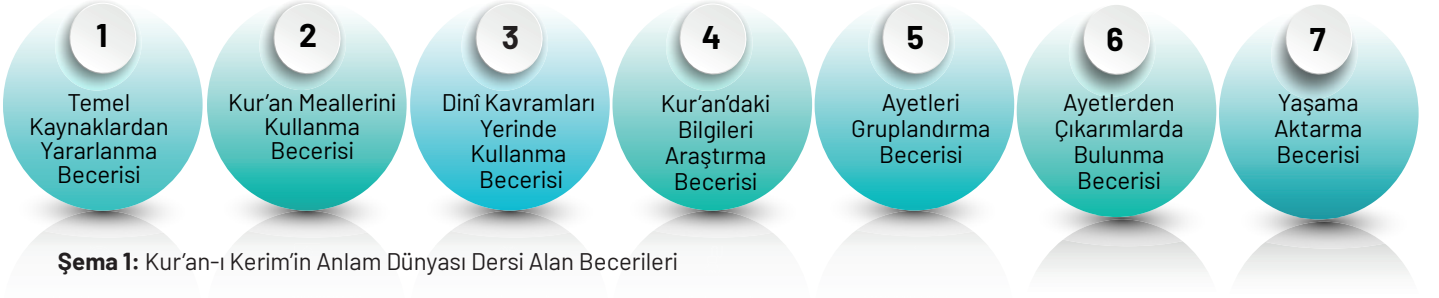 1
Temel
Kaynaklardan
Yararlanma
Becerisi
2
Kur’an Meallerini
Kullanma
Becerisi
3
Dinî Kavramları
Yerinde
Kullanma
Becerisi
4
Kur’an’daki
Bilgileri
Araştırma
Becerisi
5
Ayetleri
Gruplandırma
Becerisi
6
Ayetlerden
Çıkarımlarda
Bulunma
Becerisi
7
Yaşama
Aktarma
Becerisi
Şema 1: Kur’an-ı Kerim’in Anlam Dünyası Dersi Alan Becerileri